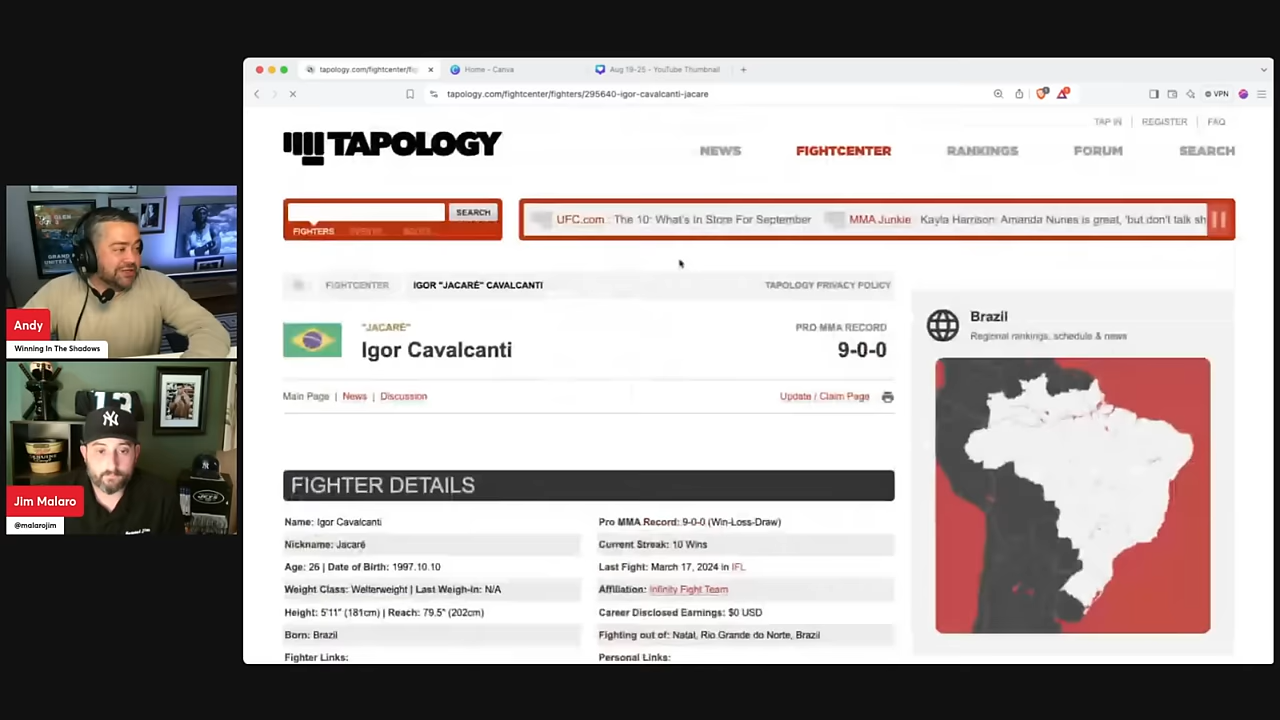 tapology.com/fightcenter/fig
Home - Canva
Aug 19-25 - YouTube Thumbnail
tapology.com/fightcenter/fighters/295640-igor-cavalcanti-jacare
VPN
TAP IN
REGISTER
FAQ
TAPOLOGY
NEWS
FIGHTCENTER
RANKINGS
FORUM
SEARCH
SEARCH
FIGHTERS
UFC.com : The 10: What's In Store For September
MMA Junkie Kayla Harrison: Amanda Nunes is great, 'but don't talk sh
FIGHTCENTER
IGOR "JACARÉ" CAVALCANTI
TAPOLOGY PRIVACY POLICY
"JACARÉ"
Igor Cavalcanti
PRO MMA RECORD
9-0-0
Main Page | News | Discussion
Update / Claim Page
Brazil
Regional rankings, schedule & news
FIGHTER DETAILS
Name: Igor Cavalcanti
Pro MMA Record: 9-0-0 (Win-Loss-Draw)
Nickname: Jacaré
Current Streak: 10 Wins
Age: 26 | Date of Birth: 1997.10.10
Last Fight: March 17, 2024 in IFL
Weight Class: Welterweight | Last Weigh-In: N/A
Affiliation: Infinity Fight Team
Height: 5'11" (181cm) | Reach: 79.5" (202cm)
Career Disclosed Earnings: $0 USD
Born: Brazil
Fighting out of: Natal, Rio Grande do Norte, Brazil
Fighter Links:
Personal Links:
Andy
Winning In The Shadows
13
NY
JETS
Jim Malaro
@malarojim